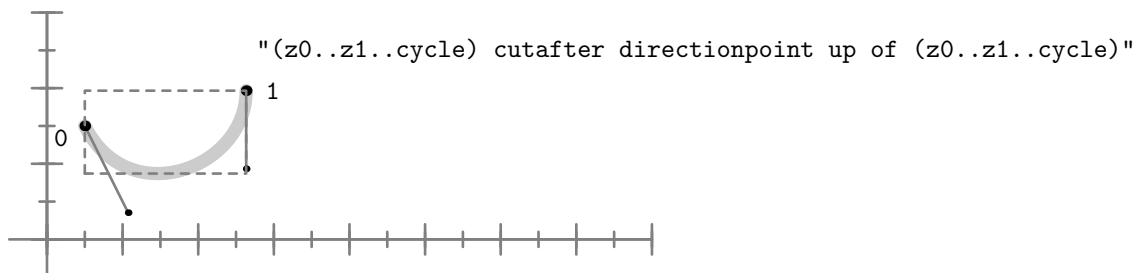 "(z0..z1..cycle) cutafter directionpoint up of (z0..z1..cycle)"
1
0